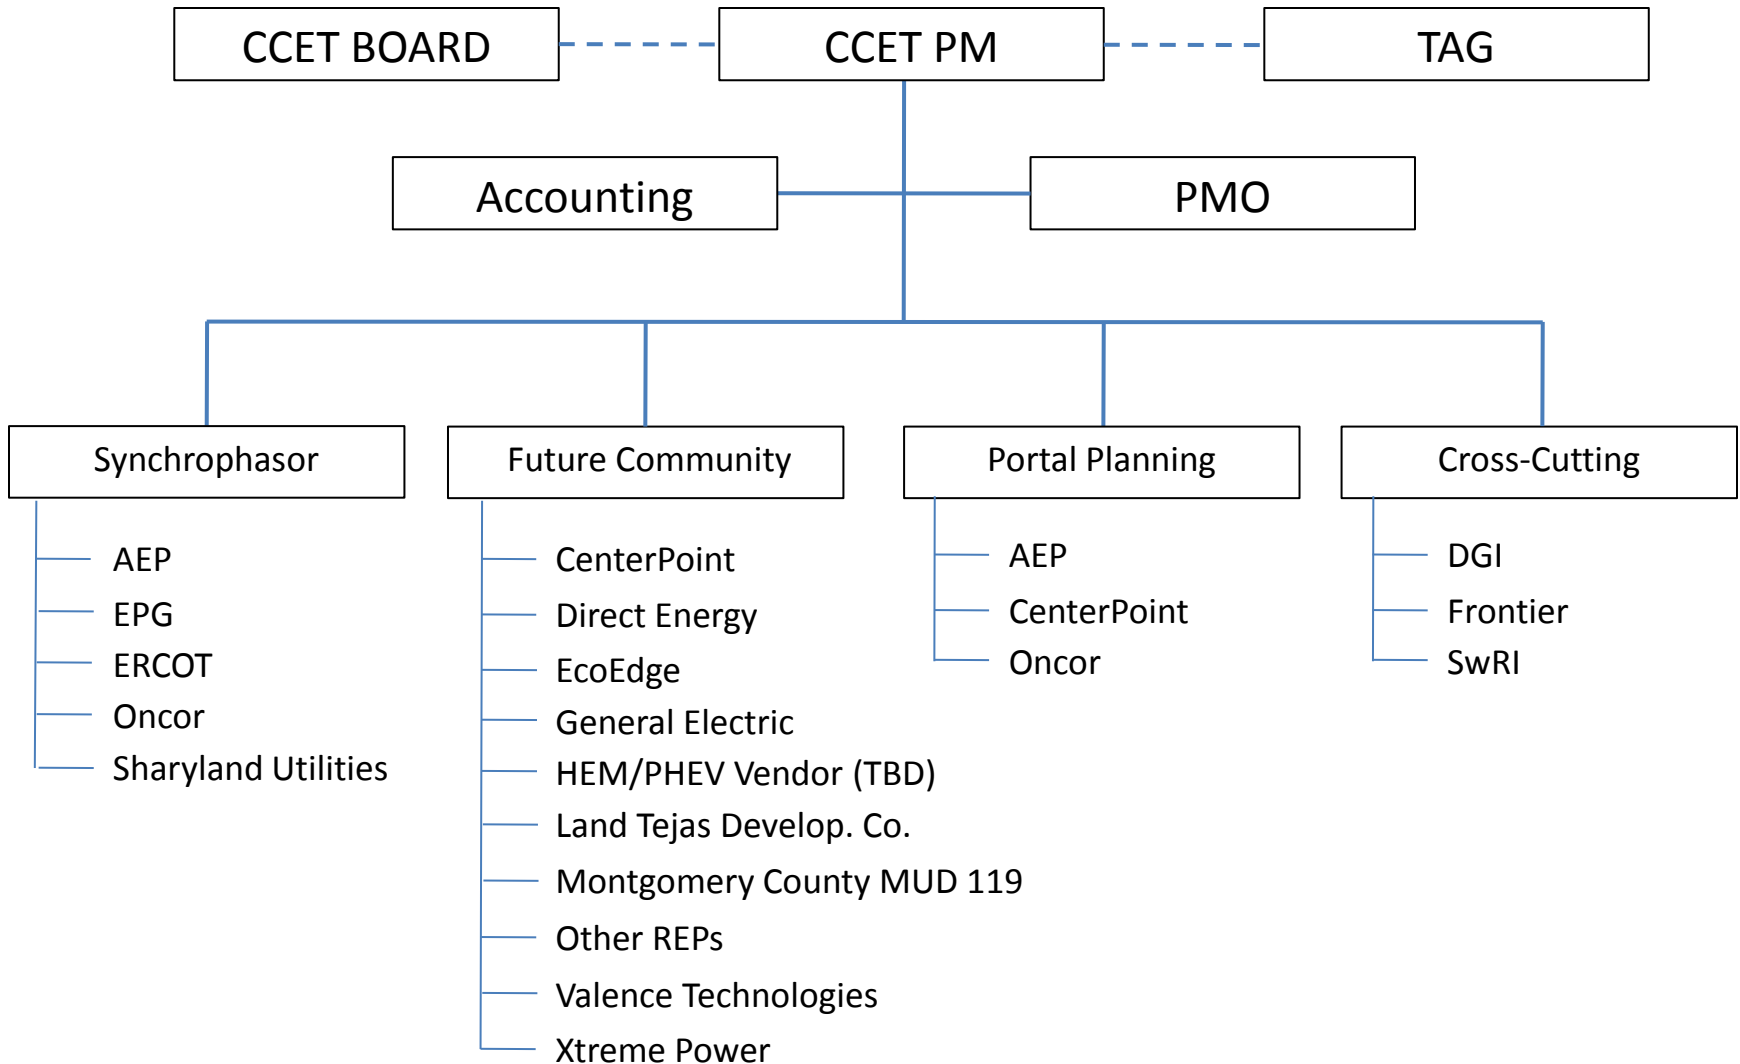 CCET BOARD
CCET PM
TAG
Accounting
PMO
Synchrophasor
AEP
EPG
ERCOT
Oncor
Sharyland Utilities
Future Community
CenterPoint
Direct Energy
EcoEdge
General Electric
HEM/PHEV Vendor (TBD)
Land Tejas Develop. Co.
Montgomery County MUD 119
Other REPs
Valence Technologies
Xtreme Power
Portal Planning
AEP
CenterPoint
Oncor
Cross-Cutting
DGI
Frontier
SwRI